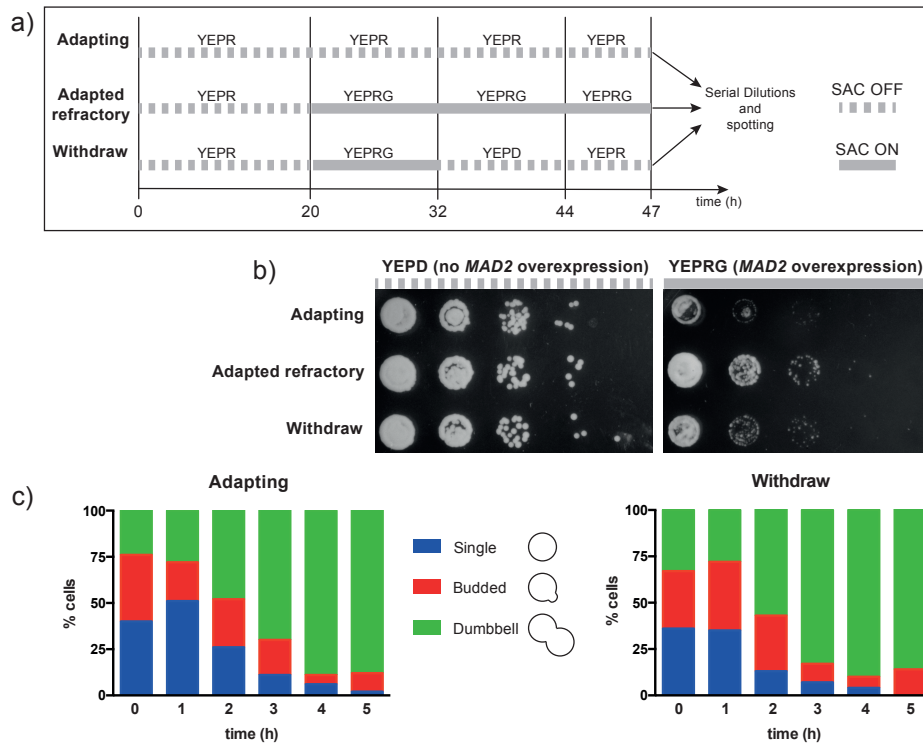 a)
Adapting
YEPR YEPR YEPR YEPR
Adapted refractory
YEPR YEPRG YEPRG YEPRG
Withdraw
YEPR YEPRG YEPD YEPR
Serial Dilutions
and
spotting
SAC OFF
SAC ON
0 20 32 44 47
time (h)
b)
YEPD (no MAD2 overexpression)
YEPRG (MAD2 overexpression)
Adapting
Adapted refractory
Withdraw
c)
Adapting
% cells
100
75
50
25
0
0 1 2 3 4 5
time (h)
Single
Budded
Dumbbell
Withdraw
% cells
100
75
50
25
0
0 1 2 3 4 5
time (h)